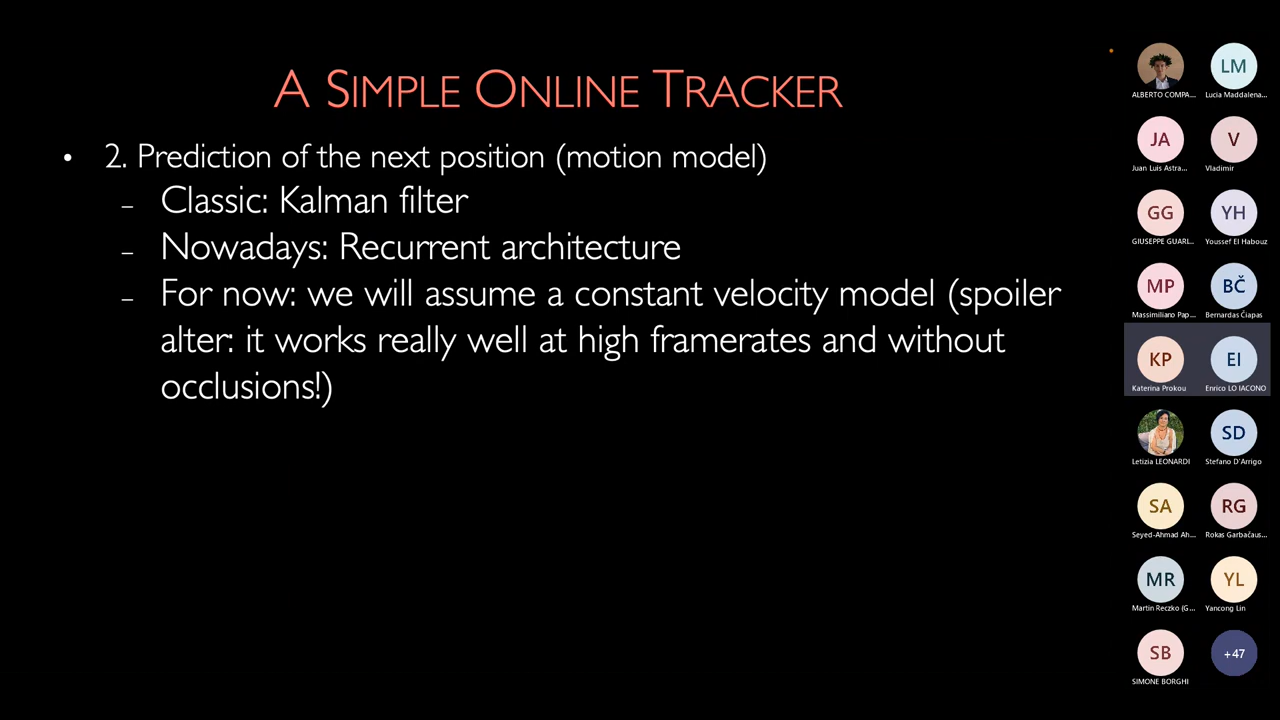 A SIMPLE ONLINE TRACKER
• 2. Prediction of the next position (motion model)
– Classic: Kalman filter
– Nowadays: Recurrent architecture
– For now: we will assume a constant velocity model (spoiler
alter: it works really well at high framerates and without
occlusions!)
LM
ALBERTO COMPA... Lucia Maddalena...
JA V
Juan Luis Astra... Vladimir
GG YH
GIUSEPPE GUARL... Youssef El Habouz
MP BČ
Massimiliano Pap... Bernardas Čiapas
KP EI
Katerina Prokou Enrico LO IACONO
SD
Letizia LEONARDI Stefano D'Arrigo
SA RG
Seyed-Ahmad Ah... Rokas Garbačaus...
MR YL
Martin Reczko (G... Yancong Lin
SB +47
SIMONE BORGHI